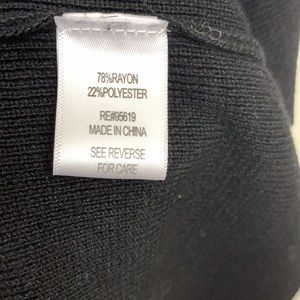 78%RAYON
22%POLYESTER
RE#95619
MADE IN CHINA
SEE REVERSE
FOR CARE